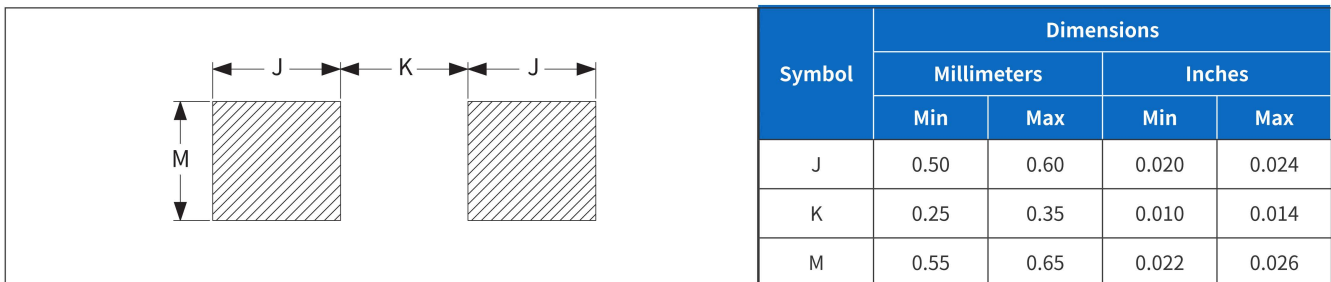 J K J
M
Symbol Dimensions
Millimeters Inches
Min Max Min Max
J 0.50 0.60 0.020 0.024
K 0.25 0.35 0.010 0.014
M 0.55 0.65 0.022 0.026